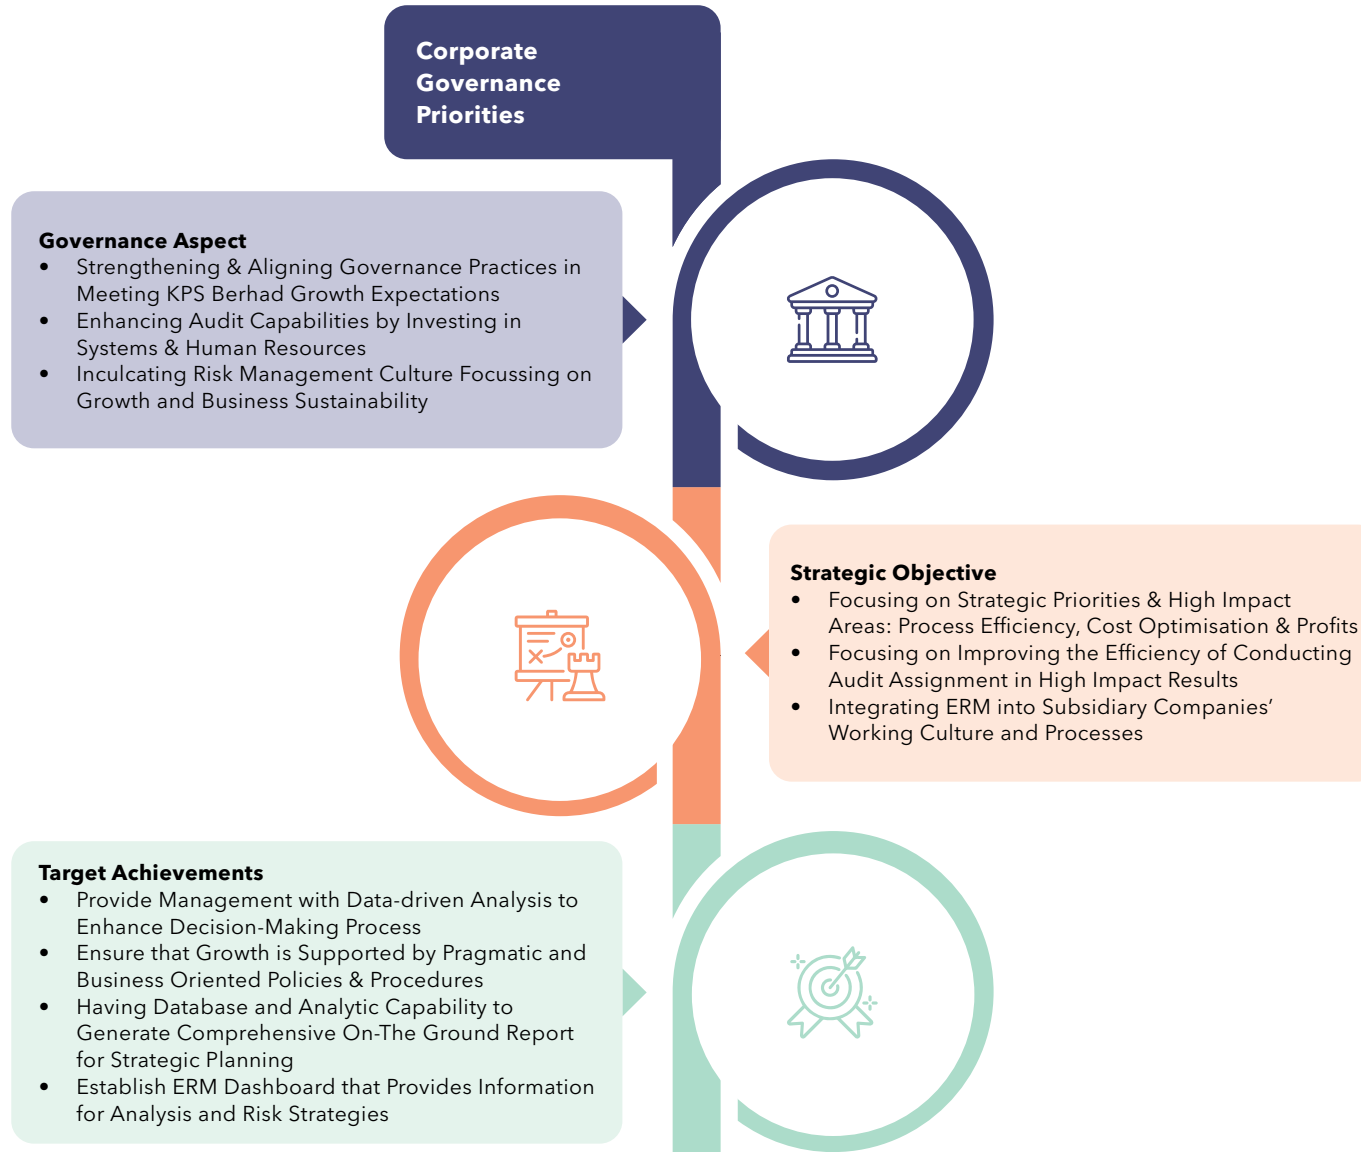 Corporate
Governance
Priorities
Governance Aspect
• Strengthening & Aligning Governance Practices in
Meeting KPS Berhad Growth Expectations
• Enhancing Audit Capabilities by Investing in
Systems & Human Resources
• Inculcating Risk Management Culture Focussing on
Growth and Business Sustainability
Strategic Objective
• Focusing on Strategic Priorities & High Impact
Areas: Process Efficiency, Cost Optimisation & Profits
• Focusing on Improving the Efficiency of Conducting
Audit Assignment in High Impact Results
• Integrating ERM into Subsidiary Companies’
Working Culture and Processes
Target Achievements
• Provide Management with Data-driven Analysis to
Enhance Decision-Making Process
• Ensure that Growth is Supported by Pragmatic and
Business Oriented Policies & Procedures
• Having Database and Analytic Capability to
Generate Comprehensive On-The Ground Report
for Strategic Planning
• Establish ERM Dashboard that Provides Information
for Analysis and Risk Strategies